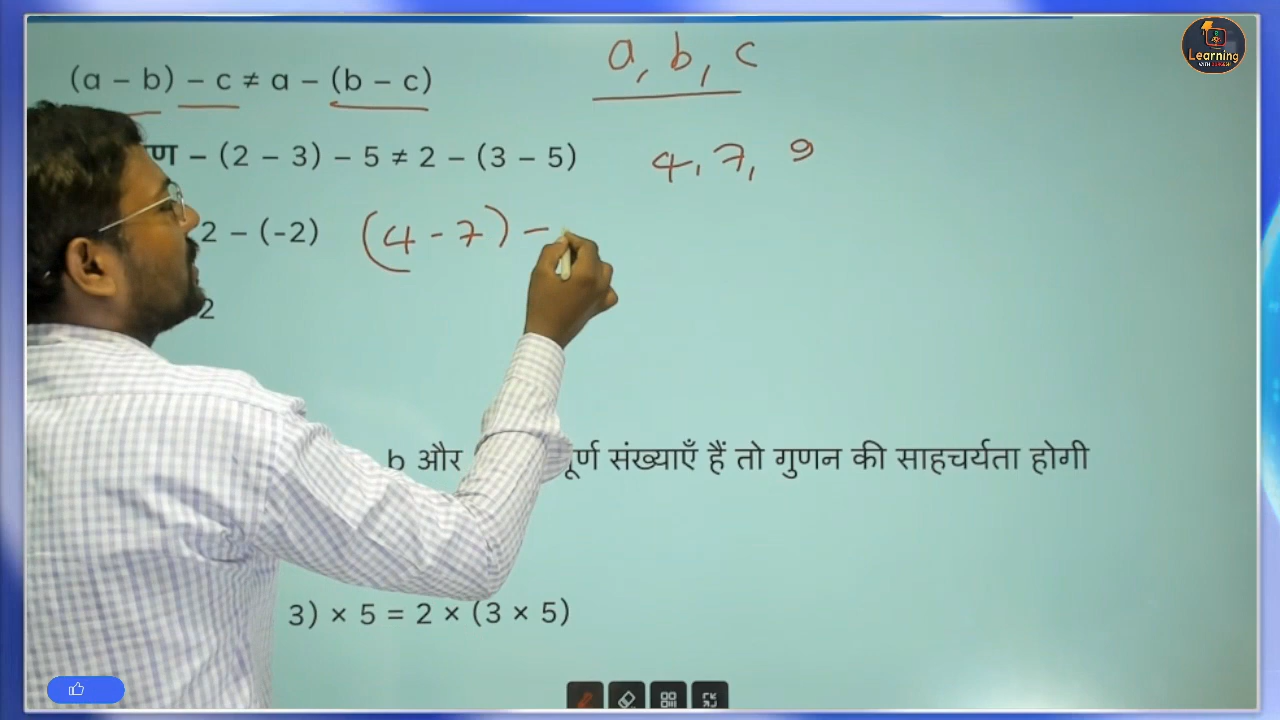 a, b, c
(a – b) – c ≠ a – (b – c)
– (2 – 3) – 5 ≠ 2 – (3 – 5)
4, 7, 9
2 – (-2)
(4 - 7) -
2
b और
संख्याएँ हैं तो गुणन की साहचर्यता होगी
3) × 5 = 2 × (3 × 5)
Learning